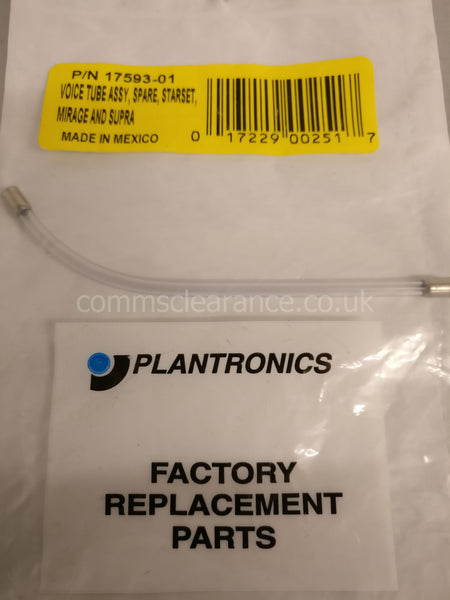 P/N 17593-01
VOICE TUBE ASSY, SPARE, STARSET,
MIRAGE AND SUPRA
MADE IN MEXICO
0 17229 00251 7
commsclearance.co.uk
PLANTRONICS
FACTORY
REPLACEMENT
PARTS